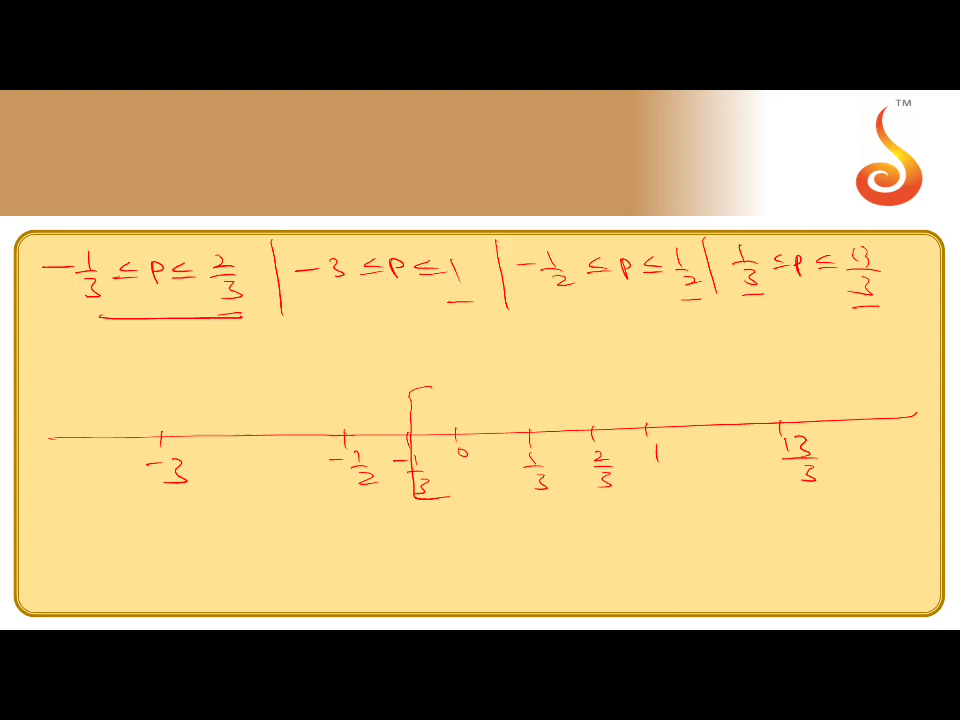 TM
-1/3 ≤ P ≤ 2/3 | -3 ≤ P ≤ 1 | -1/2 ≤ P ≤ 1/2 | 1/3 ≤ P ≤ 13/3
-3 -1/2 -1/3 0 1/3 2/3 1 13/3